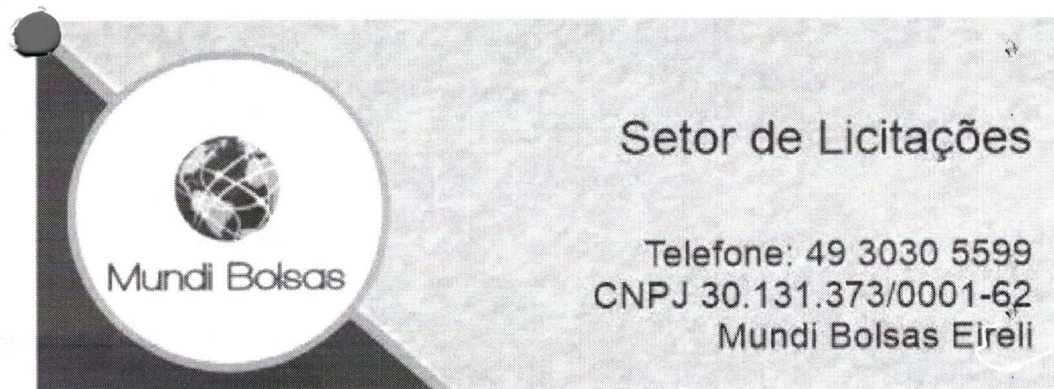 Mundi Bolsas
Setor de Licitações
Telefone: 49 3030 5599
CNPJ 30.131.373/0001-62
Mundi Bolsas Eireli